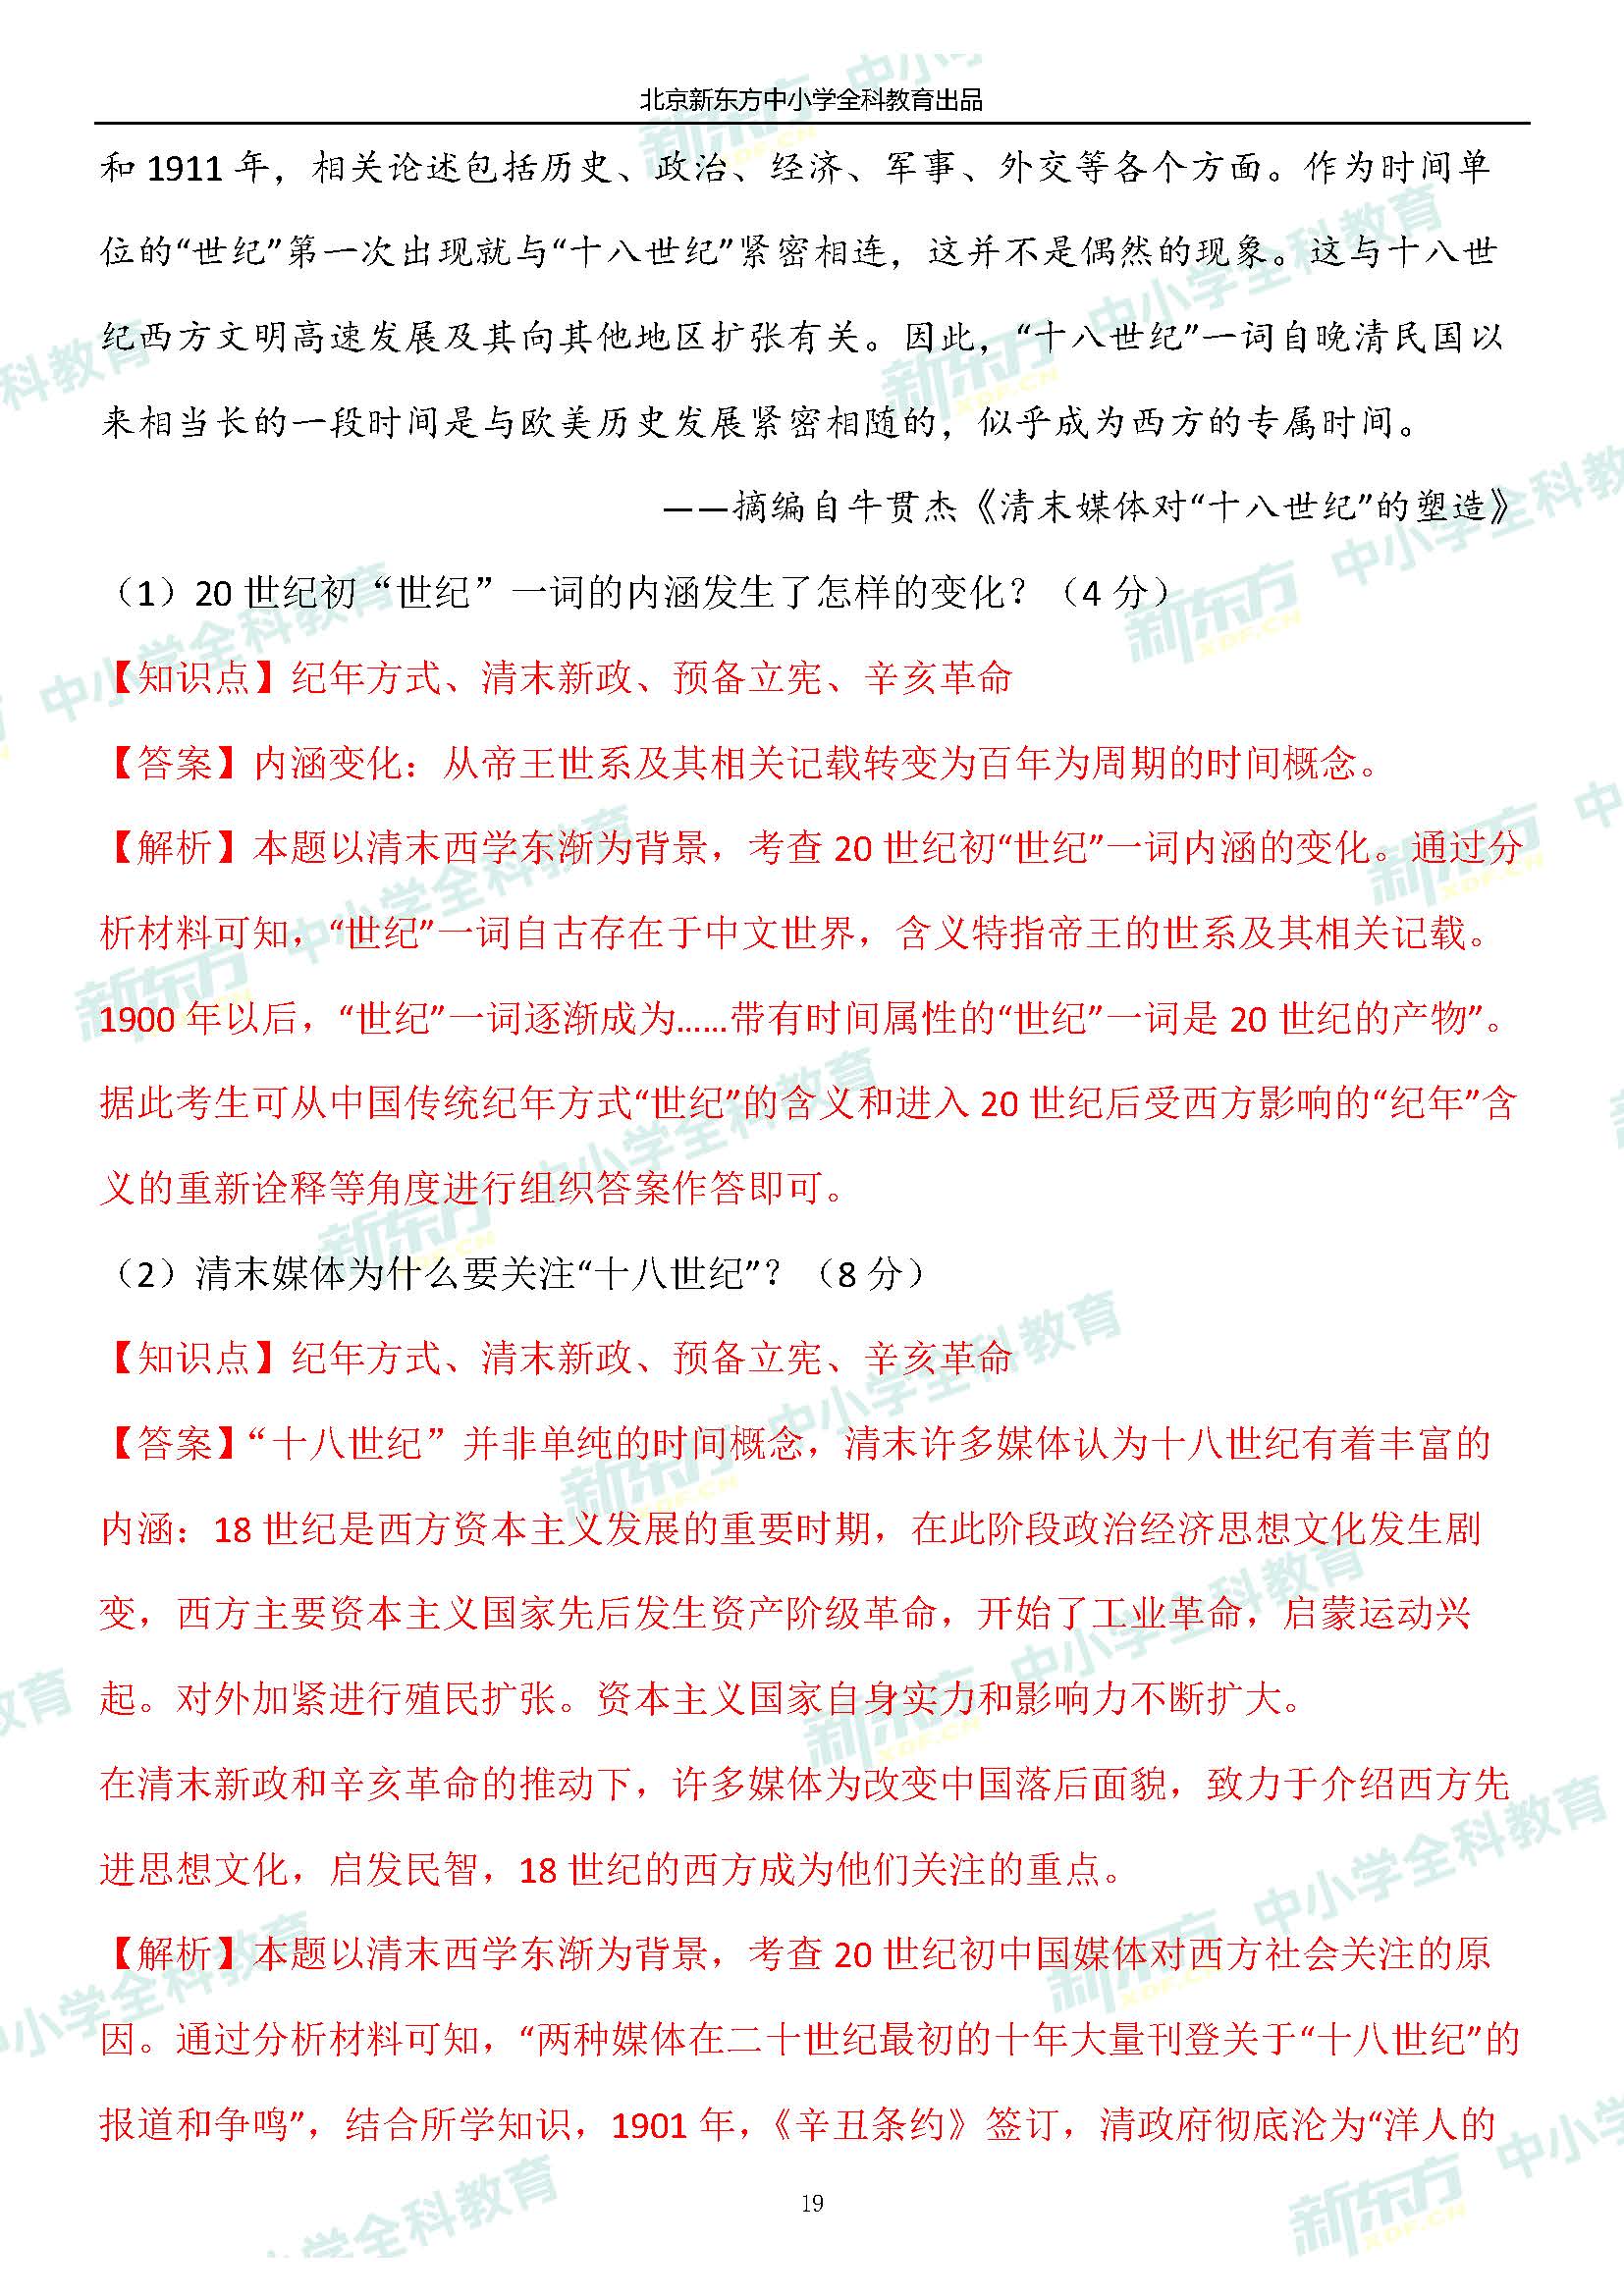 北京新东方中小学全科教育出品
和 1911 年，相关论述包括历史、政治、经济、军事、外交等各个方面。作为时间单
位的“世纪”第一次出现就与“十八世纪”紧密相连，这并不是偶然的现象。这与十八世
纪西方文明高速发展及其向其他地区扩张有关。因此，“十八世纪”一词自晚清民国以
来相当长的一段时间是与欧美历史发展紧密相随的，似乎成为西方的专属时间。
——摘编自牛贯杰《清末媒体对“十八世纪”的塑造》
（1）20 世纪初“世纪”一词的内涵发生了怎样的变化？（4 分）
【知识点】纪年方式、清末新政、预备立宪、辛亥革命
【答案】内涵变化：从帝王世系及其相关记载转变为百年为周期的时间概念。
【解析】本题以清末西学东渐为背景，考查 20 世纪初“世纪”一词内涵的变化。通过分
析材料可知，“世纪”一词自古存在于中文世界，含义特指帝王的世系及其相关记载。
1900 年以后，“世纪”一词逐渐成为……带有时间属性的“世纪”一词是 20 世纪的产物”。
据此考生可从中国传统纪年方式“世纪”的含义和进入 20 世纪后受西方影响的“纪年”含
义的重新诠释等角度进行组织答案作答即可。
（2）清末媒体为什么要关注“十八世纪”？（8 分）
【知识点】纪年方式、清末新政、预备立宪、辛亥革命
【答案】“十八世纪”并非单纯的时间概念，清末许多媒体认为十八世纪有着丰富的
内涵：18 世纪是西方资本主义发展的重要时期，在此阶段政治经济思想文化发生剧
变，西方主要资本主义国家先后发生资产阶级革命，开始了工业革命，启蒙运动兴
起。对外加紧进行殖民扩张。资本主义国家自身实力和影响力不断扩大。
在清末新政和辛亥革命的推动下，许多媒体为改变中国落后面貌，致力于介绍西方先
进思想文化，启发民智，18 世纪的西方成为他们关注的重点。
【解析】本题以清末西学东渐为背景，考查 20 世纪初中国媒体对西方社会关注的原
因。通过分析材料可知，“两种媒体在二十世纪最初的十年大量刊登关于“十八世纪”的
报道和争鸣”，结合所学知识，1901 年，《辛丑条约》签订，清政府彻底沦为“洋人的
19